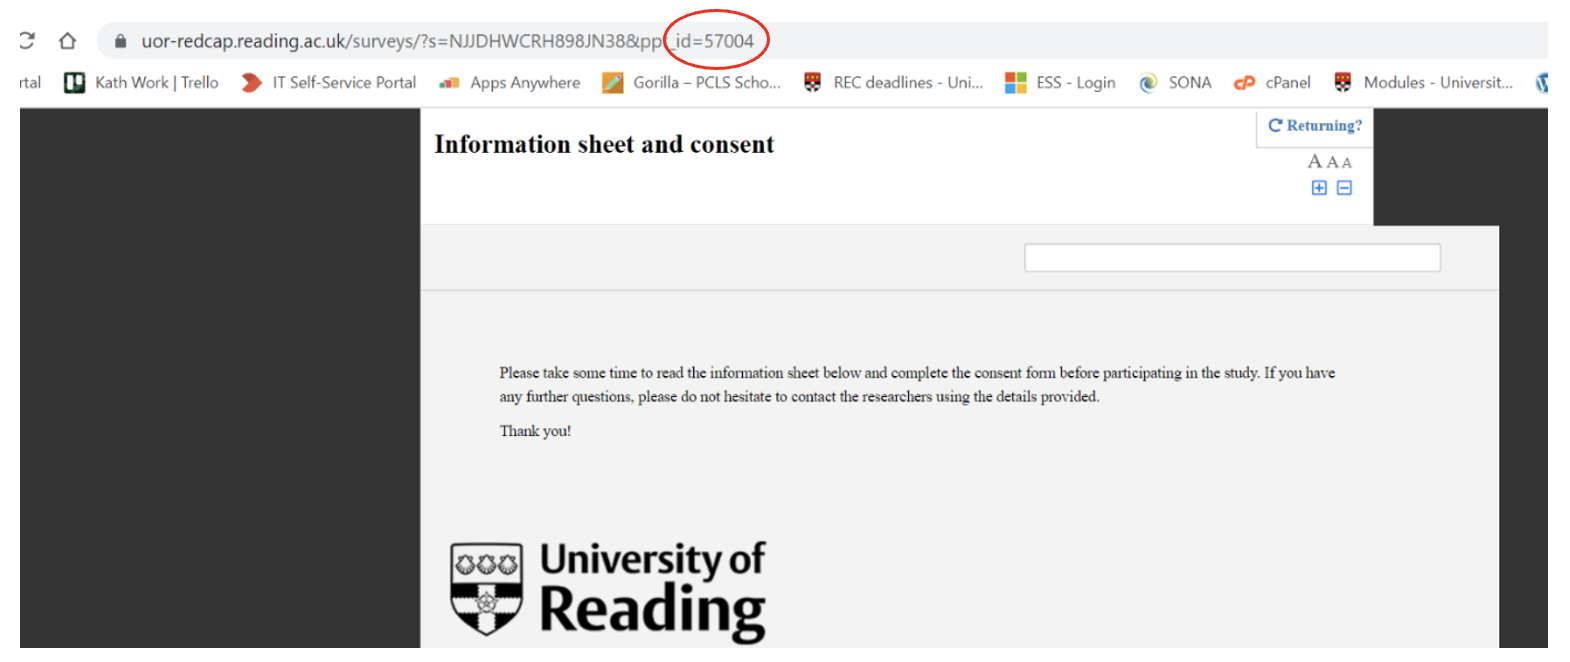 uor-redcap.reading.ac.uk/surveys/?s=NJJDHWCRH898JN38&ppt_id=57004
rtal Kath Work | Trello IT Self-Service Portal Apps Anywhere Gorilla – PCLS Scho... REC deadlines - Uni... ESS - Login SONA cPanel Modules - Universit...
Information sheet and consent
Returning?
A A A
Please take some time to read the information sheet below and complete the consent form before participating in the study. If you have
any further questions, please do not hesitate to contact the researchers using the details provided.
Thank you!
University of
Reading